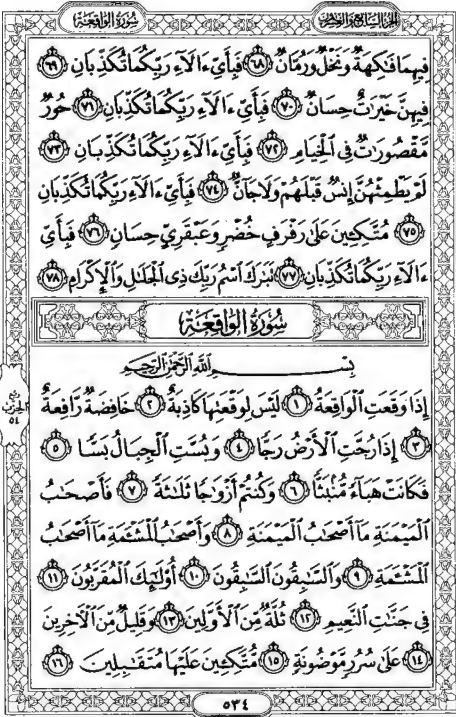 الجزء السابع والعشرون سورة الواقعة
فِيهِمَا فَٰكِهَةٌ وَنَخْلٌ وَرُمَّانٌ ۝٦٨ فَبِأَيِّ ءَالَآءِ رَبِّكُمَا تُكَذِّبَانِ ۝٦٩
فِيهِنَّ خَيْرَٰتٌ حِسَانٌ ۝٧٠ فَبِأَيِّ ءَالَآءِ رَبِّكُمَا تُكَذِّبَانِ ۝٧١ حُورٌ
مَّقْصُورَٰتٌ فِى ٱلْخِيَامِ ۝٧٢ فَبِأَيِّ ءَالَآءِ رَبِّكُمَا تُكَذِّبَانِ ۝٧٣
لَمْ يَطْمِثْهُنَّ إِنسٌ قَبْلَهُمْ وَلَا جَآنٌّ ۝٧٤ فَبِأَيِّ ءَالَآءِ رَبِّكُمَا تُكَذِّبَانِ
۝٧٥ مُتَّكِـِٔينَ عَلَىٰ رَفْرَفٍ خُضْرٍ وَعَبْقَرِىٍّ حِسَانٍ ۝٧٦ فَبِأَيِّ
ءَالَآءِ رَبِّكُمَا تُكَذِّبَانِ ۝٧٧ تَبَٰرَكَ ٱسْمُ رَبِّكَ ذِى ٱلْجَلَٰلِ وَٱلْإِكْرَامِ ۝٧٨
سُورَةُ الوَاقِعَةِ
بِسْمِ ٱللَّهِ ٱلرَّحْمَٰنِ ٱلرَّحِيمِ
إِذَا وَقَعَتِ ٱلْوَاقِعَةُ ۝١ لَيْسَ لِوَقْعَتِهَا كَاذِبَةٌ ۝٢ خَافِضَةٌ رَّافِعَةٌ
۝٣ إِذَا رُجَّتِ ٱلْأَرْضُ رَجًّا ۝٤ وَبُسَّتِ ٱلْجِبَالُ بَسًّا ۝٥
فَكَانَتْ هَبَآءً مُّنۢبَثًّا ۝٦ وَكُنتُمْ أَزْوَٰجًا ثَلَٰثَةً ۝٧ فَأَصْحَٰبُ
ٱلْمَيْمَنَةِ مَآ أَصْحَٰبُ ٱلْمَيْمَنَةِ ۝٨ وَأَصْحَٰبُ ٱلْمَشْـَٔمَةِ مَآ أَصْحَٰبُ
ٱلْمَشْـَٔمَةِ ۝٩ وَٱلسَّٰبِقُونَ ٱلسَّٰبِقُونَ ۝١٠ أُو۟لَٰٓئِكَ ٱلْمُقَرَّبُونَ ۝١١
فِى جَنَّٰتِ ٱلنَّعِيمِ ۝١٢ ثُلَّةٌ مِّنَ ٱلْأَوَّلِينَ ۝١٣ وَقَلِيلٌ مِّنَ ٱلْءَاخِرِينَ
۝١٤ عَلَىٰ سُرُرٍ مَّوْضُونَةٍ ۝١٥ مُّتَّكِـِٔينَ عَلَيْهَا مُتَقَٰبِلِينَ ۝١٦
ربع
الحزب
٥٤
٥٣٤